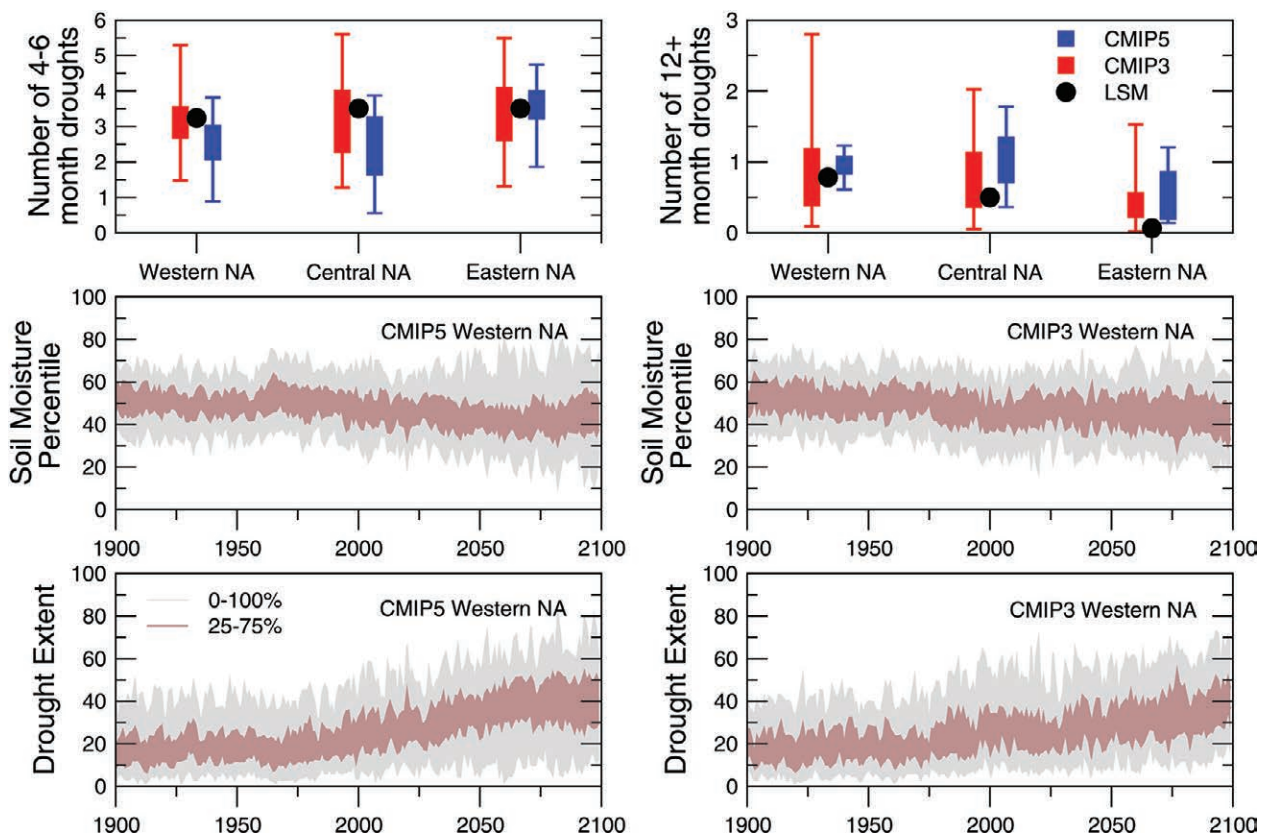 Number of 4-6
month droughts
6
5
4
3
2
1
0
Western NA
Central NA
Eastern NA
Number of 12+
month droughts
3
2
1
0
CMIP5
CMIP3
LSM
Western NA
Central NA
Eastern NA
Soil Moisture
Percentile
100
80
60
40
20
0
CMIP5 Western NA
1900
1950
2000
2050
2100
Soil Moisture
Percentile
100
80
60
40
20
0
CMIP3 Western NA
1900
1950
2000
2050
2100
Drought Extent
100
80
60
40
20
0
0-100%
25-75%
CMIP5 Western NA
1900
1950
2000
2050
2100
Drought Extent
100
80
60
40
20
0
CMIP3 Western NA
1900
1950
2000
2050
2100